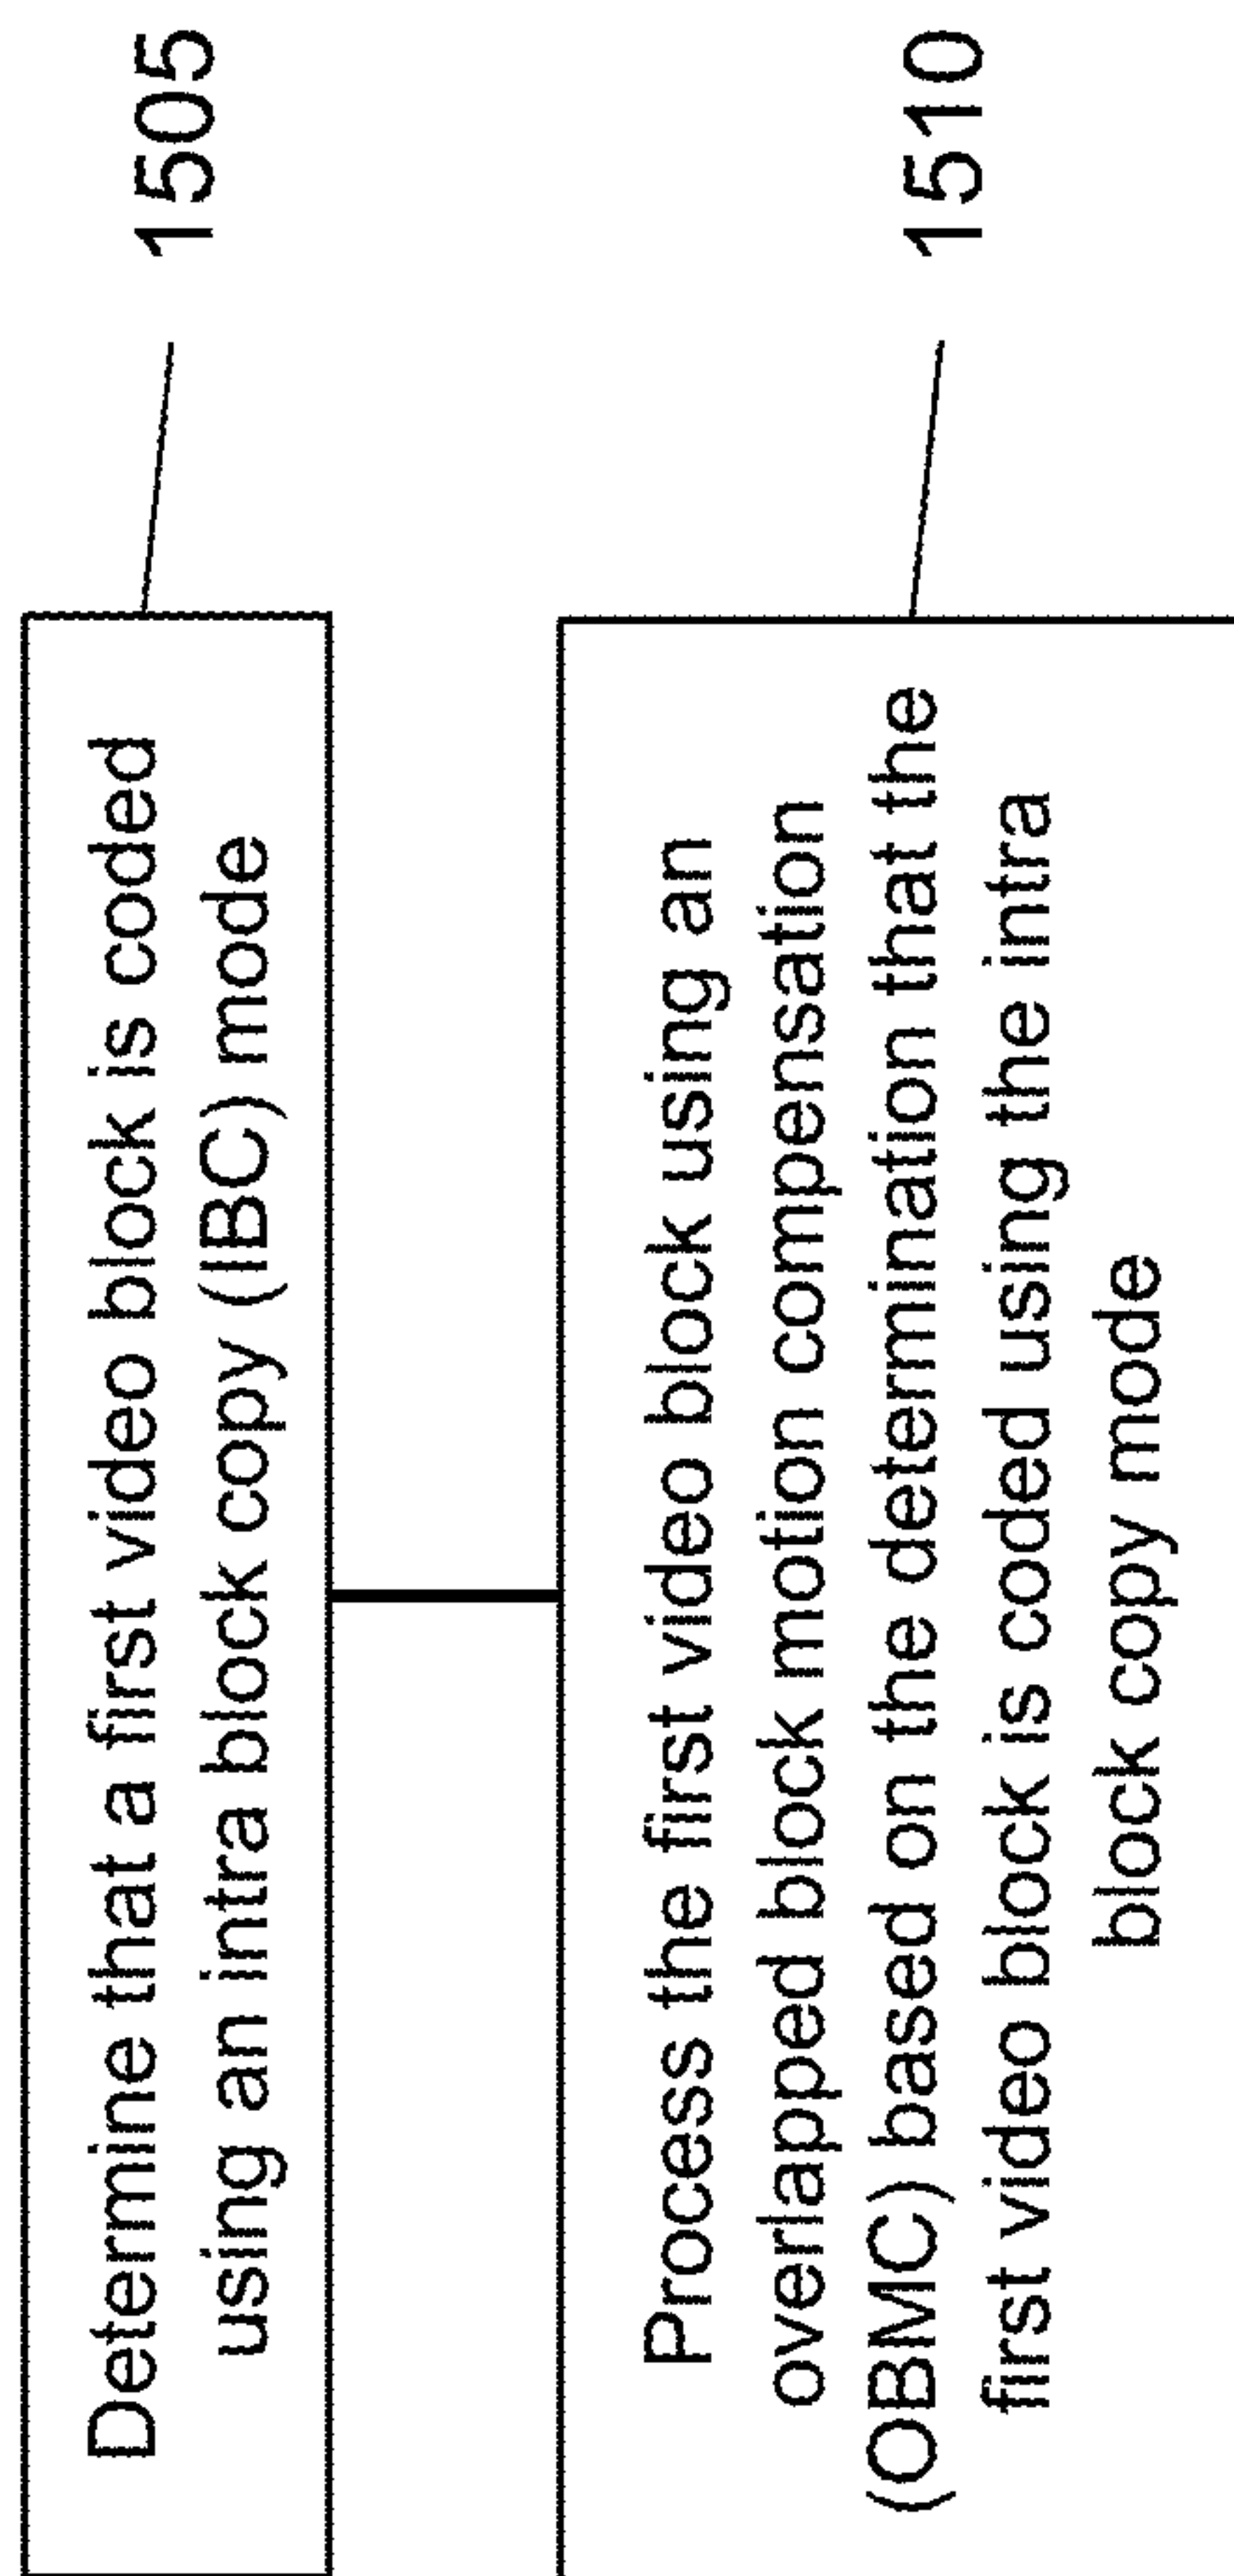 Determine that a first video block is coded
using an intra block copy (IBC) mode
1505
Process the first video block using an
overlapped block motion compensation
(OBMC) based on the determination that the
first video block is coded using the intra
block copy mode
1510